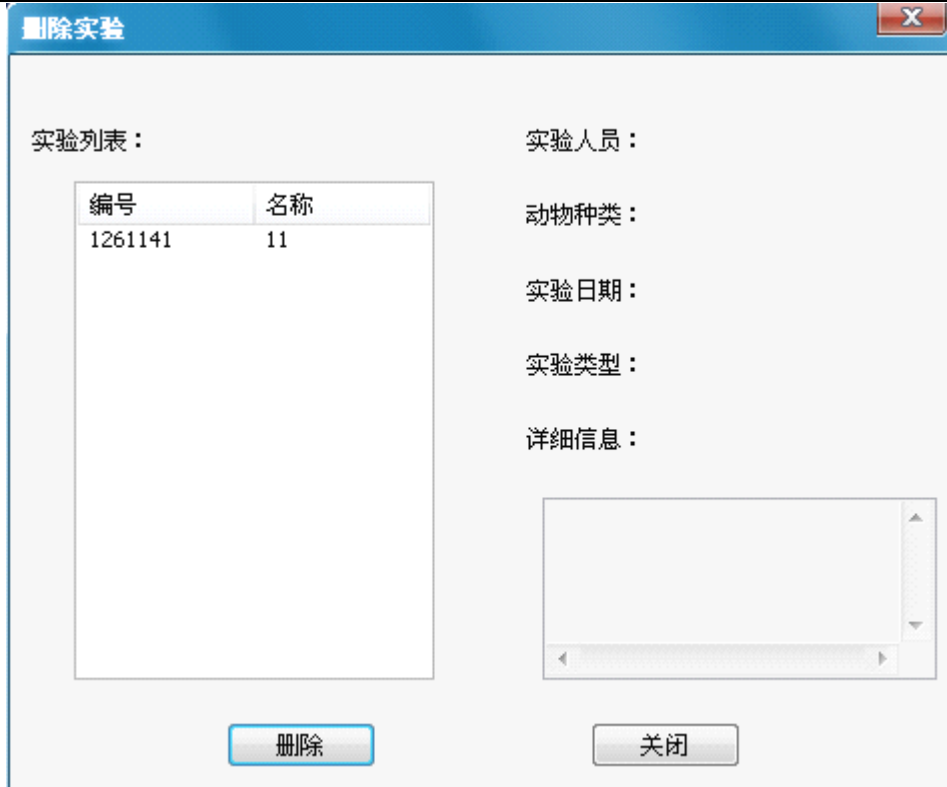 删除实验
实验列表：
编号 名称
1261141 11
实验人员：
动物种类：
实验日期：
实验类型：
详细信息：
删除
关闭